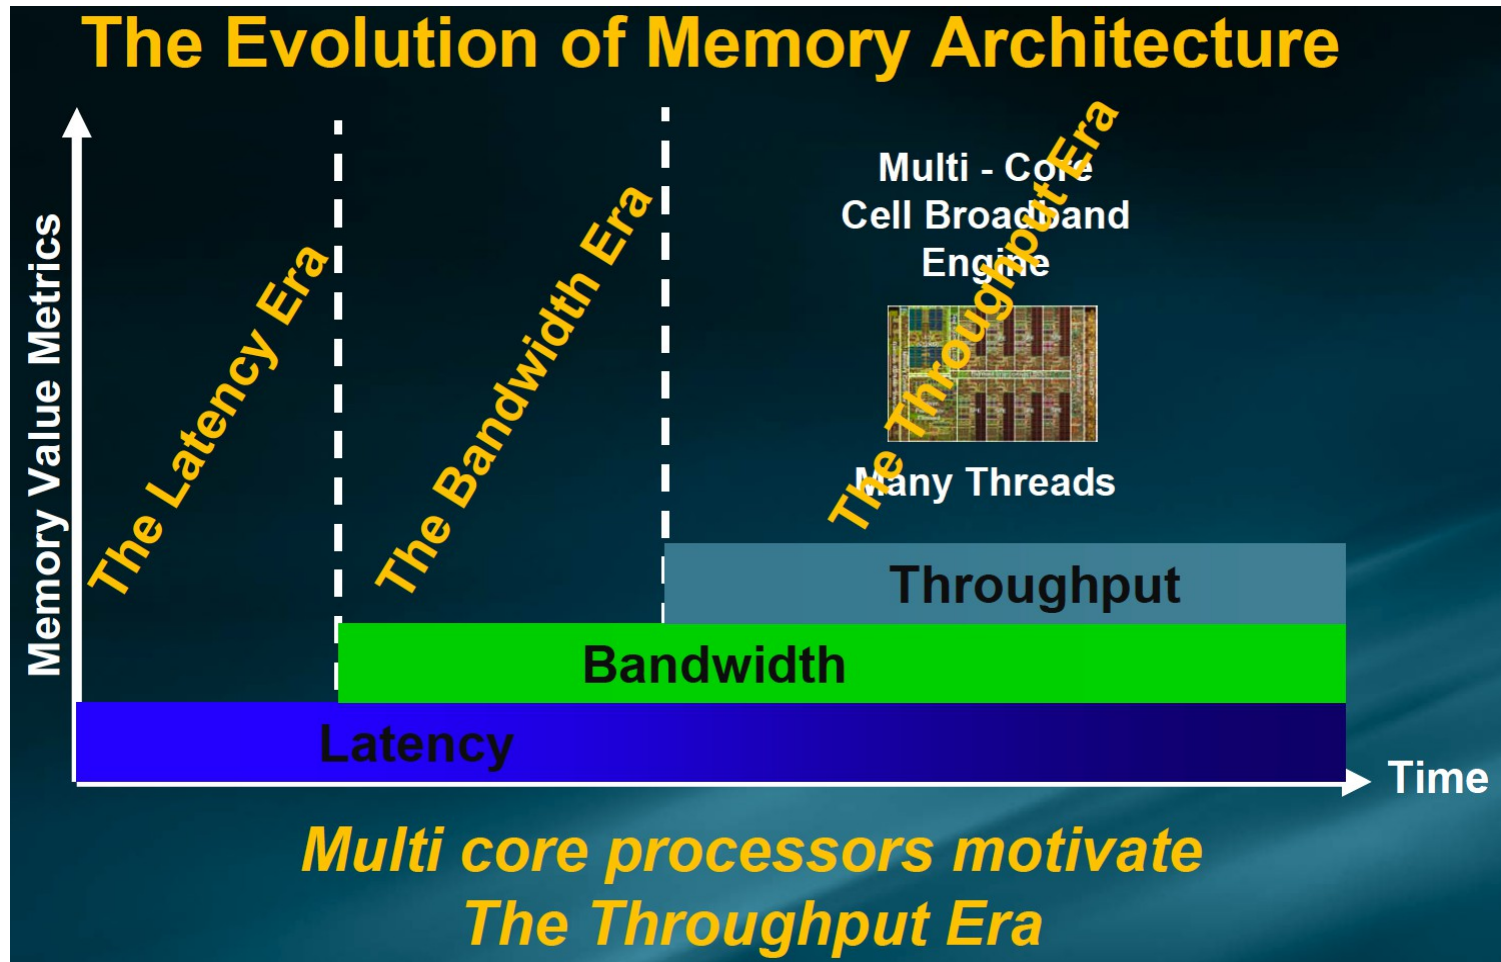 The Evolution of Memory Architecture
Memory Value Metrics
The Latency Era
The Bandwidth Era
The Throughput Era
Multi - Core
Cell Broadband
Engine
Many Threads
Throughput
Bandwidth
Latency
Time
Multi core processors motivate
The Throughput Era